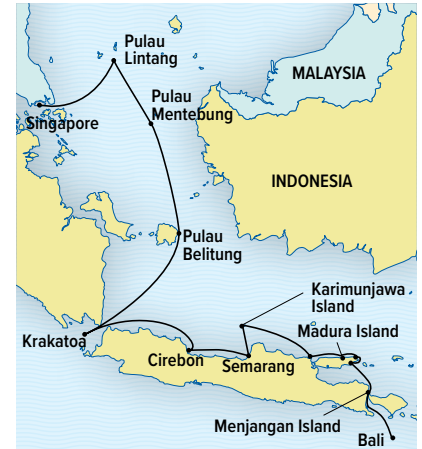 Pulau
Lintang
MALAYSIA
Pulau
Mentebung
Singapore
INDONESIA
Pulau
Belitung
Karimunjawa
Island
Madura Island
Krakatoa
Cirebon
Semarang
Menjangan Island
Bali